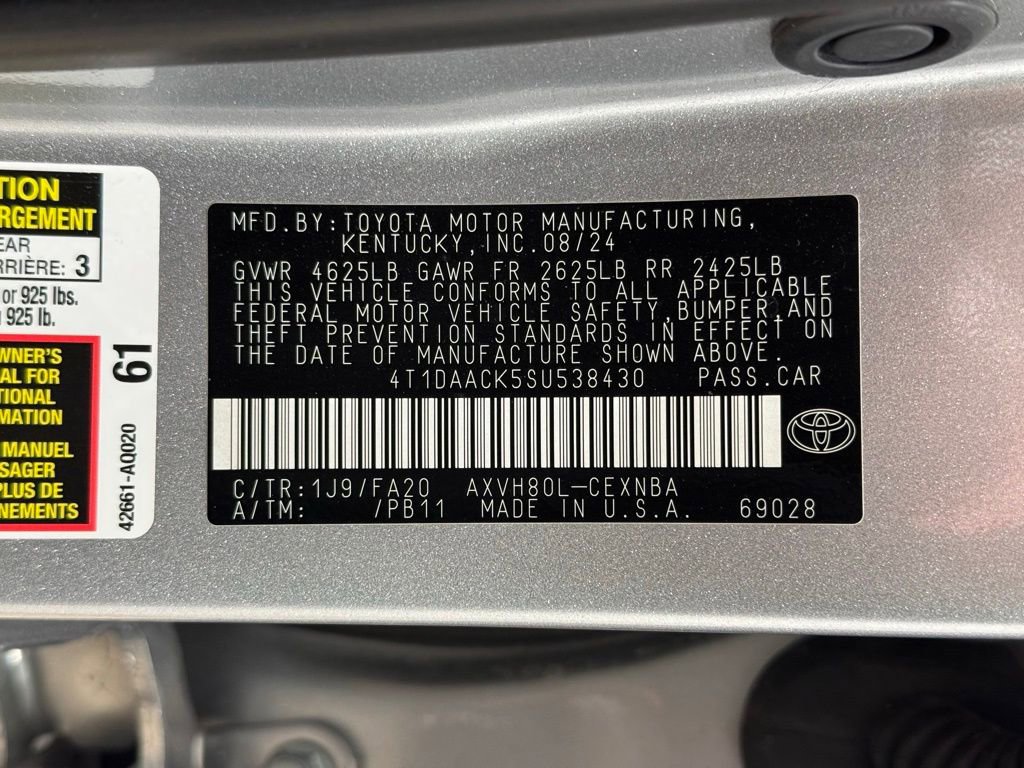 TION
RGEMENT
EAR
RRIÈRE: 3
or 925 lbs.
925 lb.
WNER'S
AL FOR
TIONAL
MATION
MANUEL
SAGER
PLUS DE
NEMENTS
61
42661-AQ020
MFD.BY:TOYOTA MOTOR MANUFACTURING,
KENTUCKY,INC.08/24
GVWR 4625LB GAWR FR 2625LB RR 2425LB
THIS VEHICLE CONFORMS TO ALL APPLICABLE
FEDERAL MOTOR VEHICLE SAFETY,BUMPER,AND
THEFT PREVENTION STANDARDS IN EFFECT ON
THE DATE OF MANUFACTURE SHOWN ABOVE.
4T1DAACK5SU538430 PASS.CAR
C/TR:1J9/FA20 AXVH80L-CEXNBA
A/TM: /PB11 MADE IN U.S.A. 69028